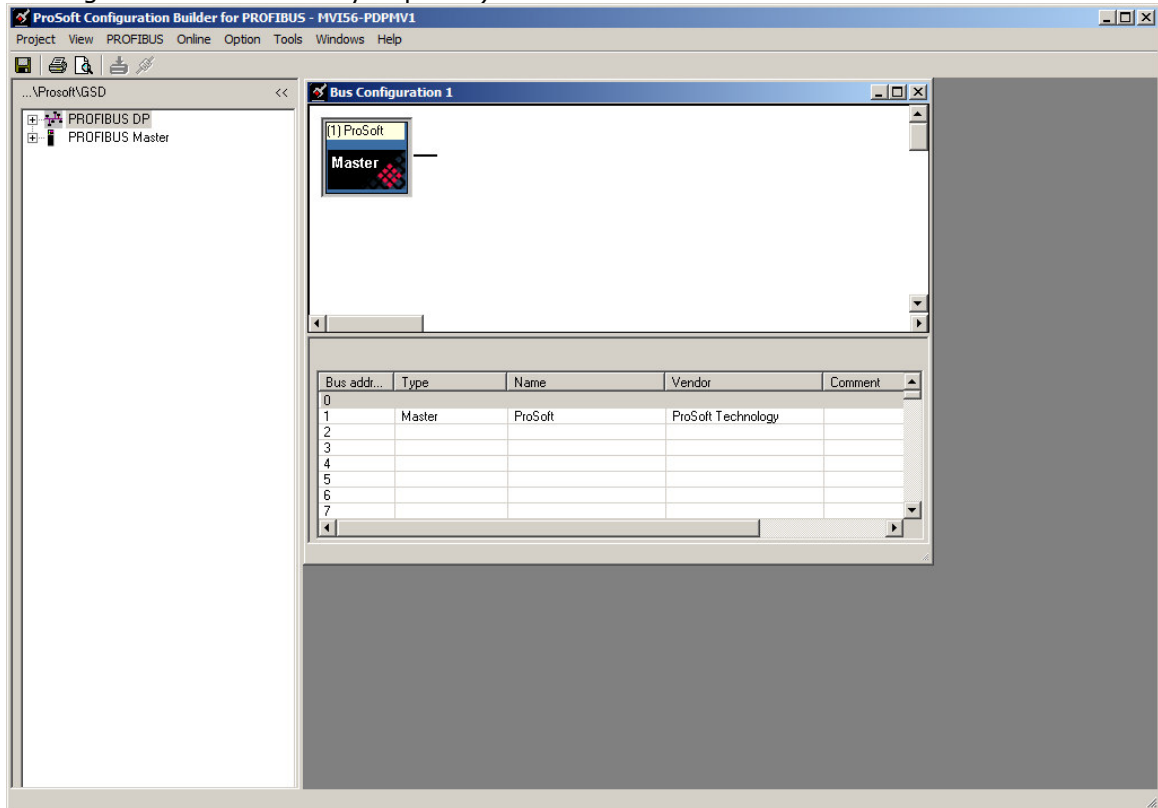 ProSoft Configuration Builder for PROFIBUS - MVI56-PDPMV1
Project View PROFIBUS Online Option Tools Windows Help
...\Prosoft\GSD <<
PROFIBUS DP
PROFIBUS Master
Bus Configuration 1
(1) ProSoft
Master
Bus addr... Type Name Vendor Comment
0
1 Master ProSoft ProSoft Technology
2
3
4
5
6
7